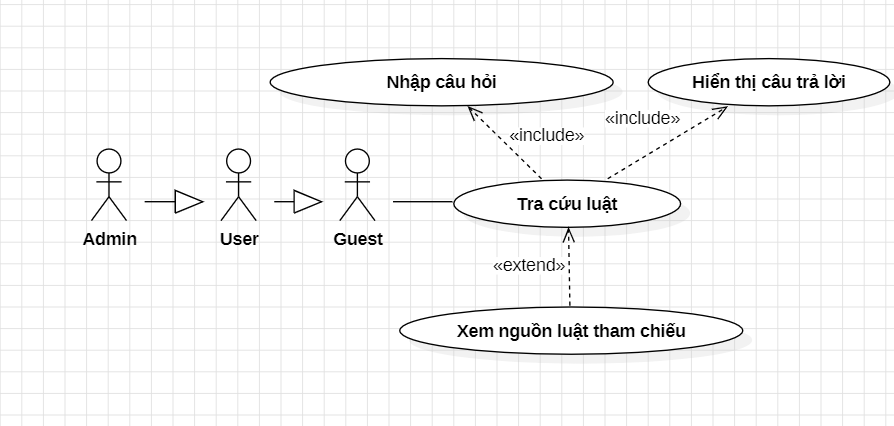 Nhập câu hỏi
Hiển thị câu trả lời
«include»
«include»
Tra cứu luật
Admin
User
Guest
«extend»
Xem nguồn luật tham chiếu